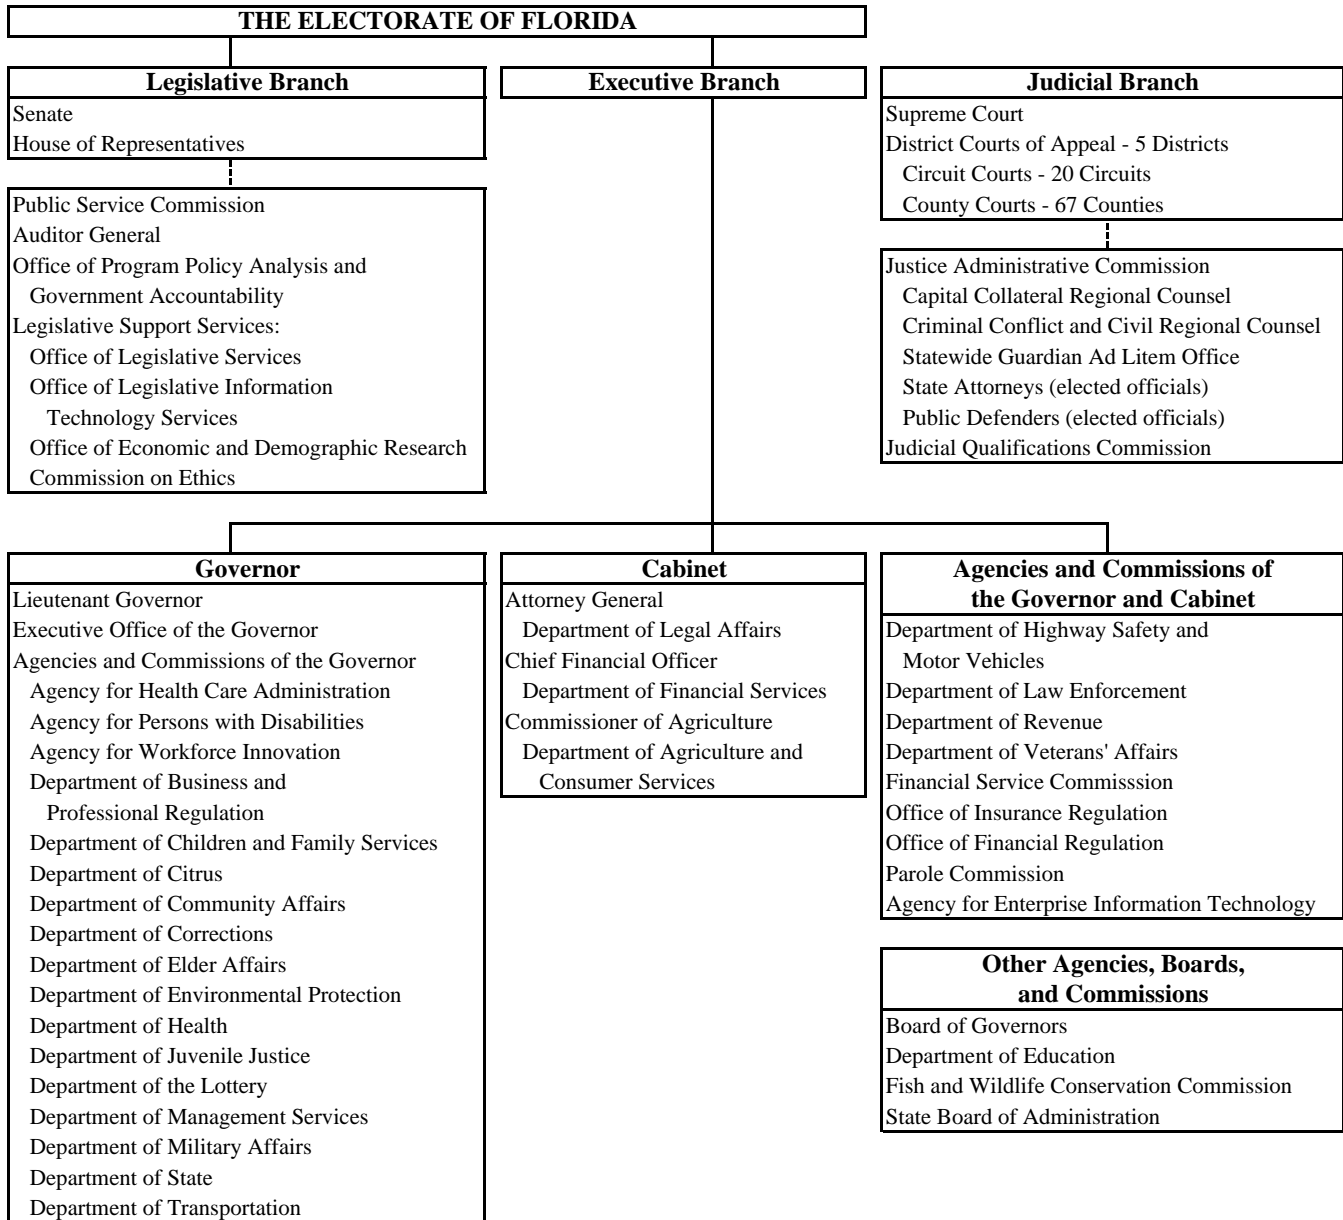 THE ELECTORATE OF FLORIDA
Legislative Branch
Senate
House of Representatives
Public Service Commission
Auditor General
Office of Program Policy Analysis and
Government Accountability
Legislative Support Services:
Office of Legislative Services
Office of Legislative Information
Technology Services
Office of Economic and Demographic Research
Commission on Ethics
Executive Branch
Judicial Branch
Supreme Court
District Courts of Appeal - 5 Districts
Circuit Courts - 20 Circuits
County Courts - 67 Counties
Justice Administrative Commission
Capital Collateral Regional Counsel
Criminal Conflict and Civil Regional Counsel
Statewide Guardian Ad Litem Office
State Attorneys (elected officials)
Public Defenders (elected officials)
Judicial Qualifications Commission
Governor
Lieutenant Governor
Executive Office of the Governor
Agencies and Commissions of the Governor
Agency for Health Care Administration
Agency for Persons with Disabilities
Agency for Workforce Innovation
Department of Business and
Professional Regulation
Department of Children and Family Services
Department of Citrus
Department of Community Affairs
Department of Corrections
Department of Elder Affairs
Department of Environmental Protection
Department of Health
Department of Juvenile Justice
Department of the Lottery
Department of Management Services
Department of Military Affairs
Department of State
Department of Transportation
Cabinet
Attorney General
Department of Legal Affairs
Chief Financial Officer
Department of Financial Services
Commissioner of Agriculture
Department of Agriculture and
Consumer Services
Agencies and Commissions of
the Governor and Cabinet
Department of Highway Safety and
Motor Vehicles
Department of Law Enforcement
Department of Revenue
Department of Veterans' Affairs
Financial Service Commisssion
Office of Insurance Regulation
Office of Financial Regulation
Parole Commission
Agency for Enterprise Information Technology
Other Agencies, Boards,
and Commissions
Board of Governors
Department of Education
Fish and Wildlife Conservation Commission
State Board of Administration